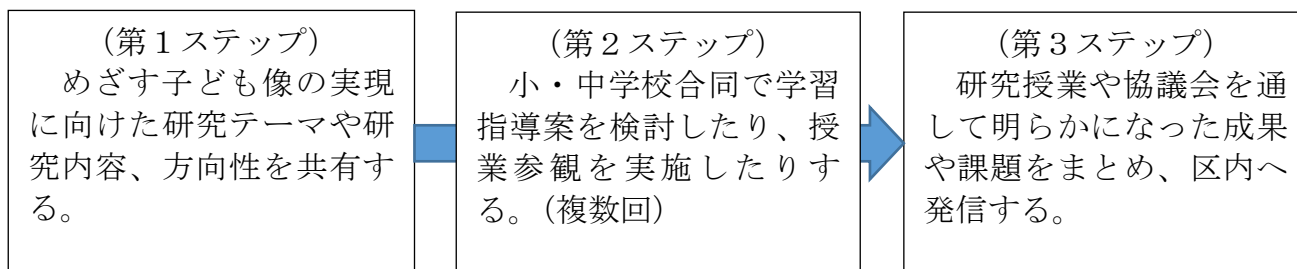 （第１ステップ）
めざす子ども像の実現
に向けた研究テーマや研
究内容、方向性を共有す
る。
（第２ステップ）
小・中学校合同で学習
指導案を検討したり、授
業参観を実施したりす
る。（複数回）
（第３ステップ）
研究授業や協議会を通
して明らかになった成果
や課題をまとめ、区内へ
発信する。